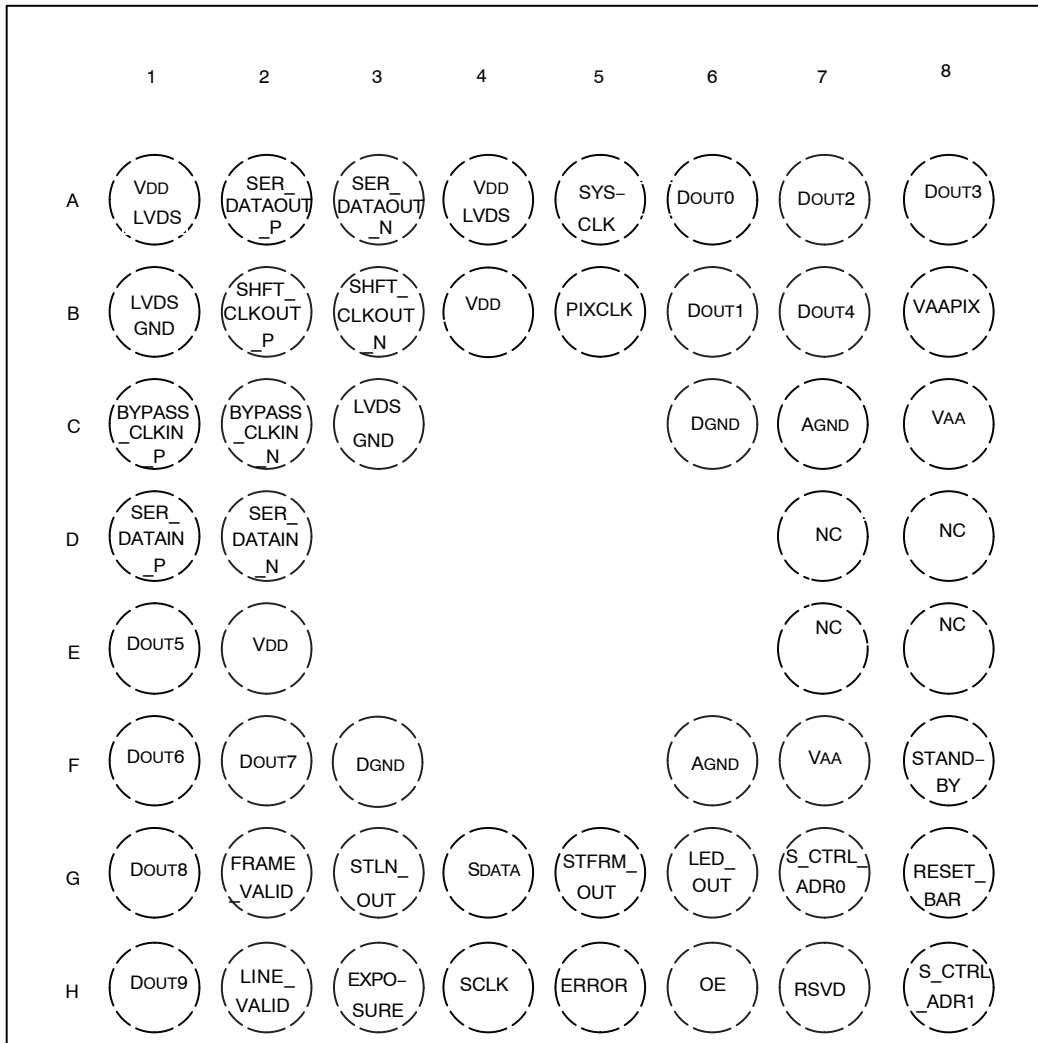 1 2 3 4 5 6 7 8
A
VDD
LVDS
SER_
DATAOUT
_P
SER_
DATAOUT
_N
VDD
LVDS
SYS–
CLK
DOUT0
DOUT2
DOUT3
B
LVDS
GND
SHFT_
CLKOUT
_P
SHFT_
CLKOUT
_N
VDD
PIXCLK
DOUT1
DOUT4
VAAPIX
C
BYPASS
_CLKIN
_P
BYPASS
_CLKIN
_N
LVDS
GND
DGND
AGND
VAA
D
SER_
DATAIN
_P
SER_
DATAIN
_N
NC
NC
E
DOUT5
VDD
NC
NC
F
DOUT6
DOUT7
DGND
AGND
VAA
STAND–
BY
G
DOUT8
FRAME
_VALID
STLN_
OUT
SDATA
STFRM_
OUT
LED_
OUT
S_CTRL_
ADR0
RESET_
BAR
H
DOUT9
LINE_
VALID
EXPO–
SURE
SCLK
ERROR
OE
RSVD
S_CTRL
_ADR1